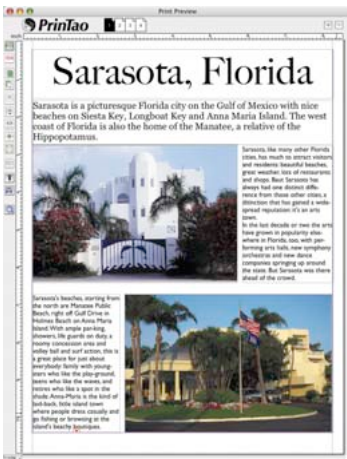 Print Preview
PrinTao
1 2 3 4
Sarasota, Florida
Sarasota is a picturesque Florida city on the Gulf of Mexico with nice
beaches on Siesta Key, Longboat Key and Anna Maria Island. The west
coast of Florida is also the home of the Manatee, a relative of the
Hippopotamus.
Sarasota, like many other Florida
cities, has much to attract visitors
and residents: beautiful beaches,
great weather, lots of restaurants
and shops. But Sarasota has
always had one distinct diffe-
rence from those other cities, a
distinction that has gained a wide-
spread reputation: it's an arts
town.
In the last decade or two the arts
have grown in popularity else-
where in Florida, too, with per-
forming arts halls, new symphony
orchestras and new dance
companies springing up around
the state. But Sarasota was there
ahead of the crowd.
Sarasota's beaches, starting from
the north are Manatee Public
Beach, right off Gulf Drive in
Holmes Beach on Anna Maria
Island. With ample parking,
showers, life guards on duty, a
roomy concession area and
volley ball and surf action, this is
a great place for just about
everybody: family with young-
sters who like the play-ground,
teens who like the waves, and
retirees who like a spot in the
shade. Anna-Maria is the kind of
laid-back, little island town
where people dress casually and
go fishing or browsing at the
island's beachy boutiques.